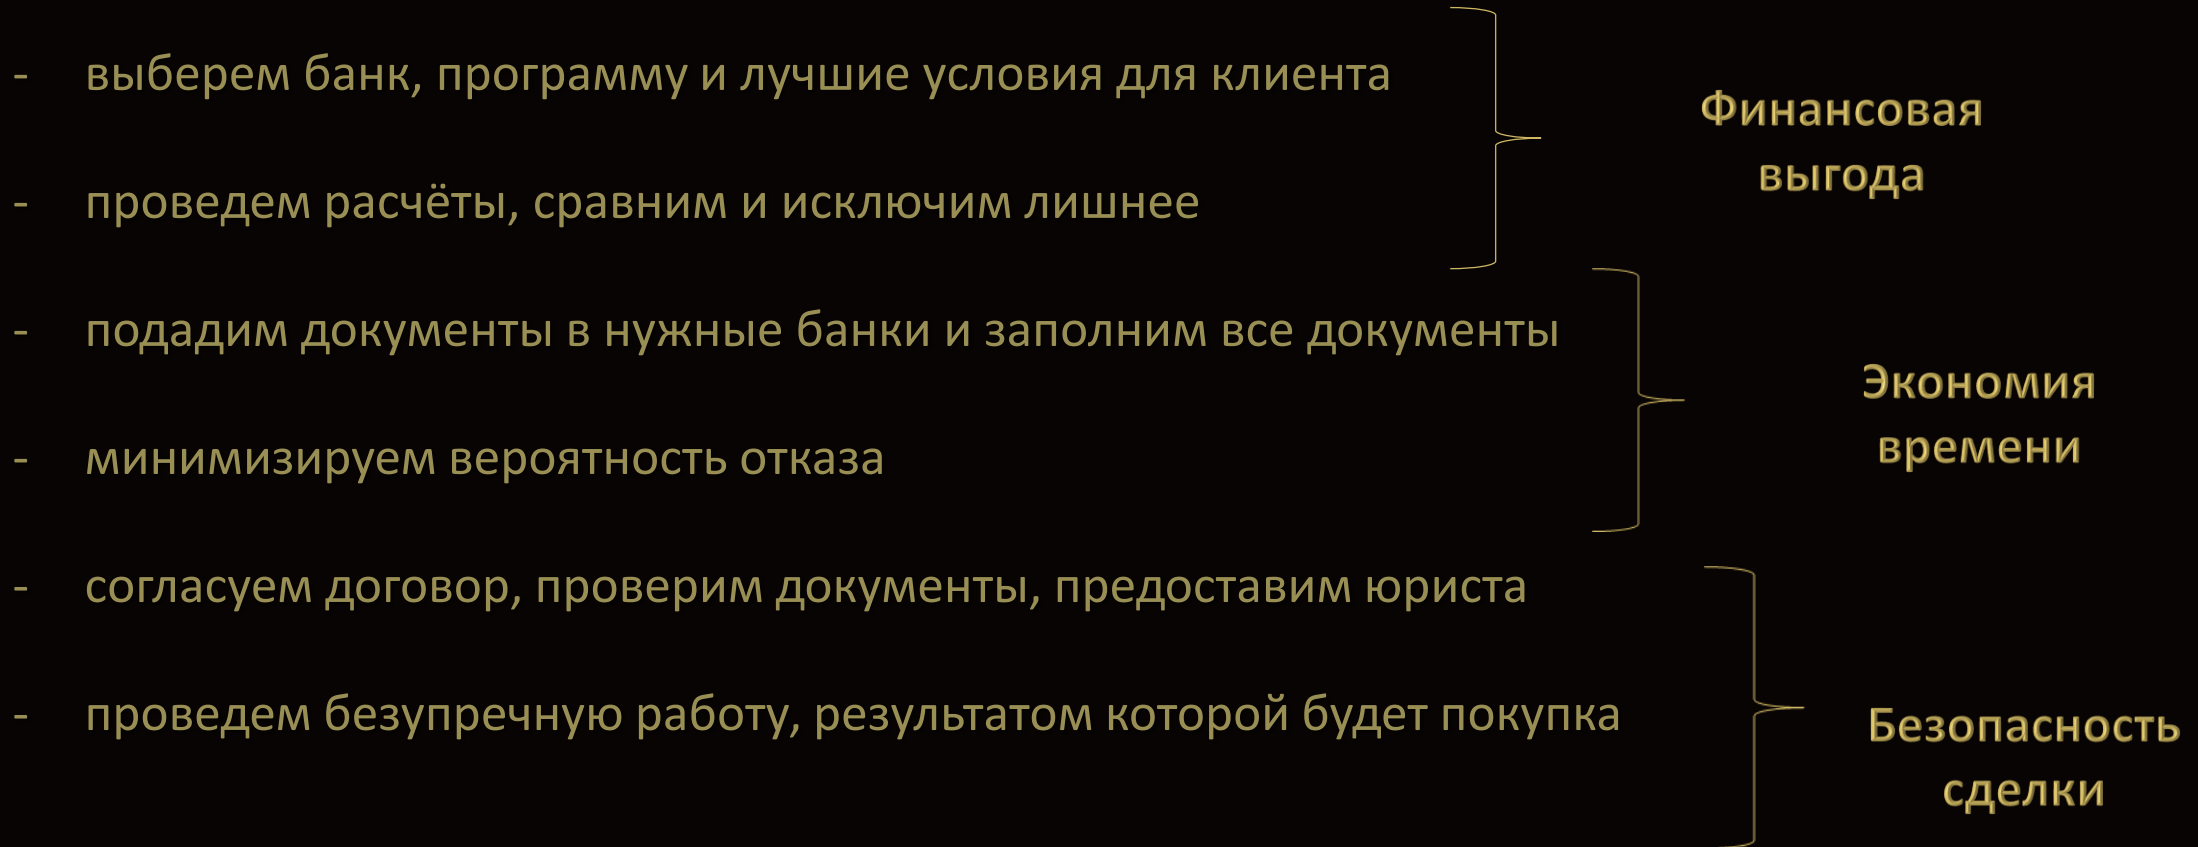 - выберем банк, программу и лучшие условия для клиента
- проведем расчёты, сравним и исключим лишнее
Финансовая
выгода
- подадим документы в нужные банки и заполним все документы
- минимизируем вероятность отказа
Экономия
времени
- согласуем договор, проверим документы, предоставим юриста
- проведем безупречную работу, результатом которой будет покупка
Безопасность
сделки